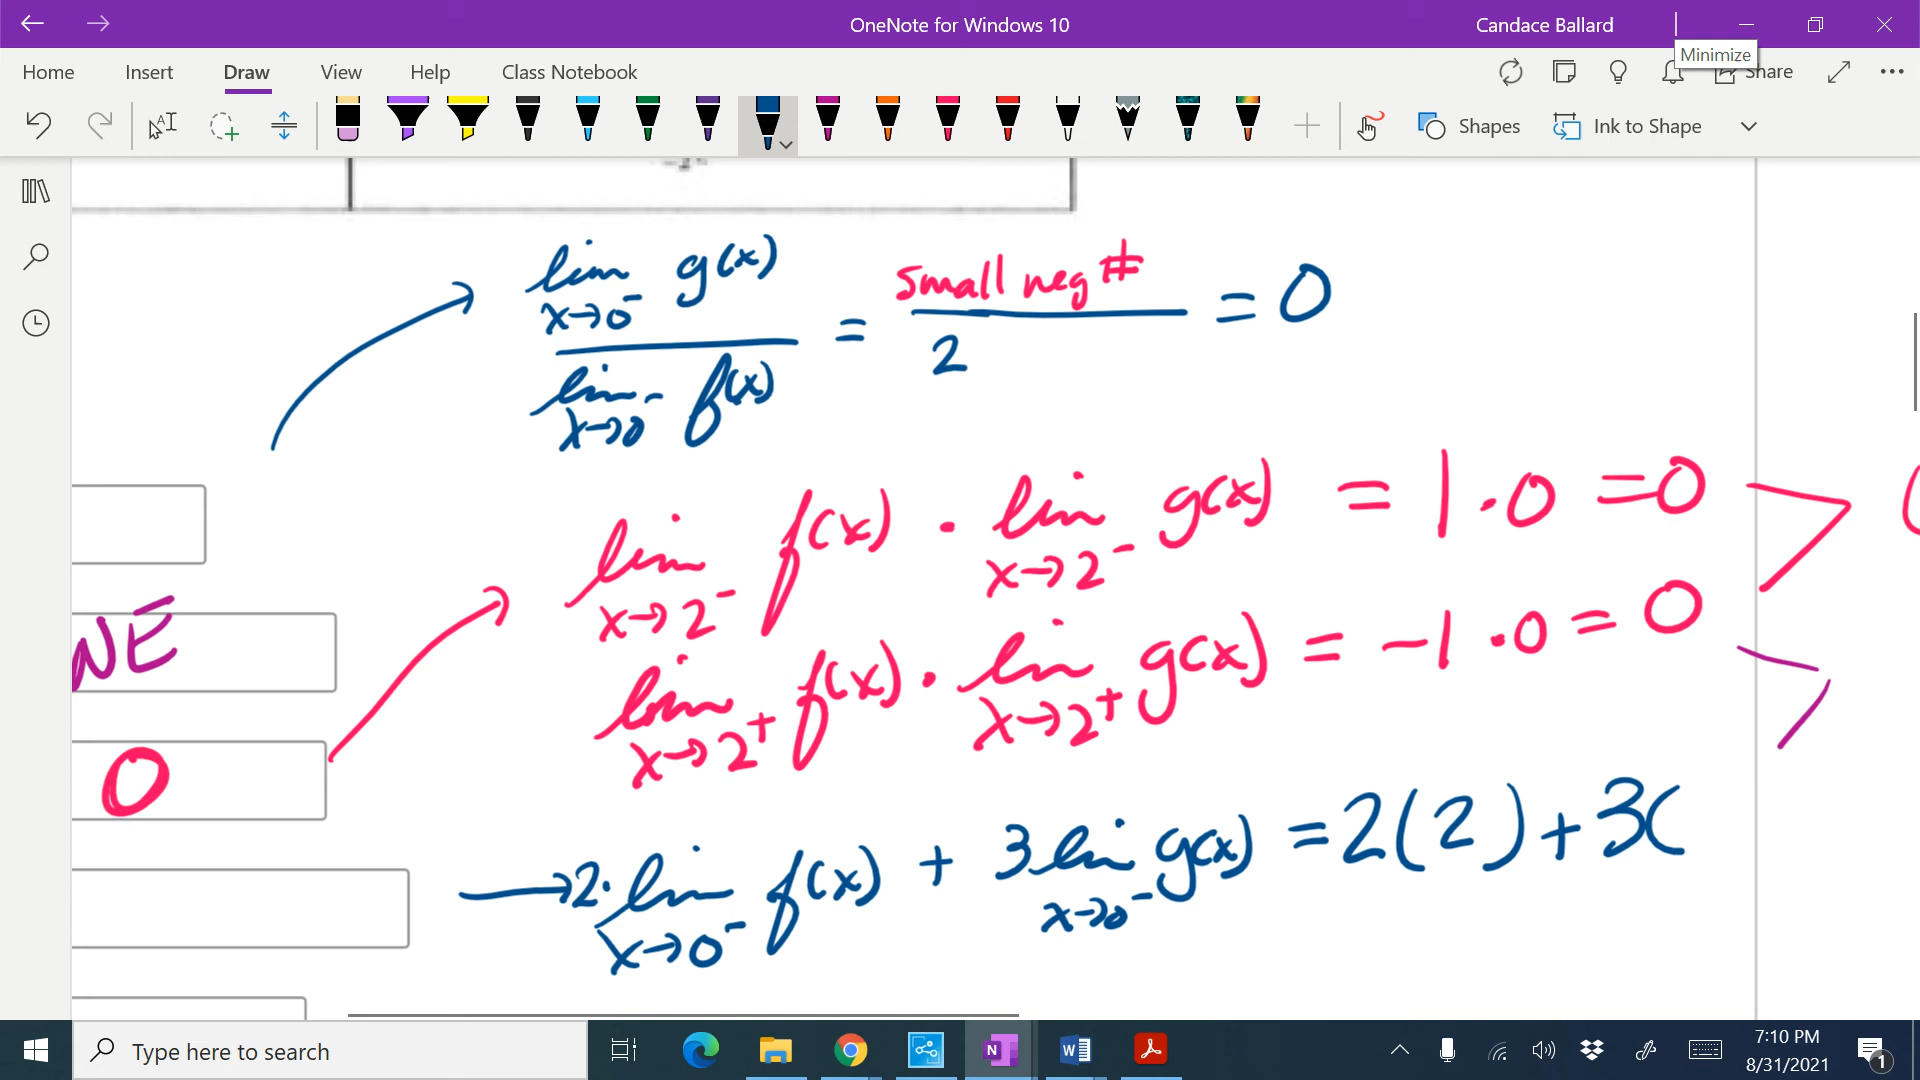 OneNote for Windows 10
Candace Ballard
Minimize
Home Insert Draw View Help Class Notebook
Share
Shapes
Ink to Shape
lim g(x)
x→0⁻
lim f(x)
x→0⁻
= small neg # / 2 = 0
lim f(x) · lim g(x) = 1 · 0 = 0
x→2⁻ x→2⁻
lim f(x) · lim g(x) = -1 · 0 = 0
x→2⁺ x→2⁺
NE
0
→ 2 · lim f(x) + 3 lim g(x) = 2(2) + 3(
x→0⁻ x→0⁻
Type here to search
7:10 PM
8/31/2021
1